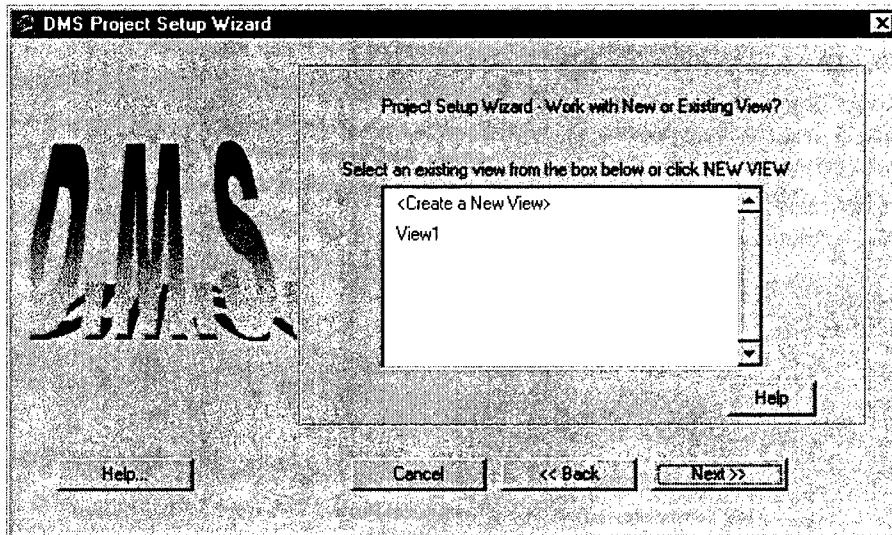 DMS Project Setup Wizard
Project Setup Wizard - Work with New or Existing View?
Select an existing view from the box below or click NEW VIEW
<Create a New View>
View1
DMS
Help
Help...
Cancel
<< Back
Next >>